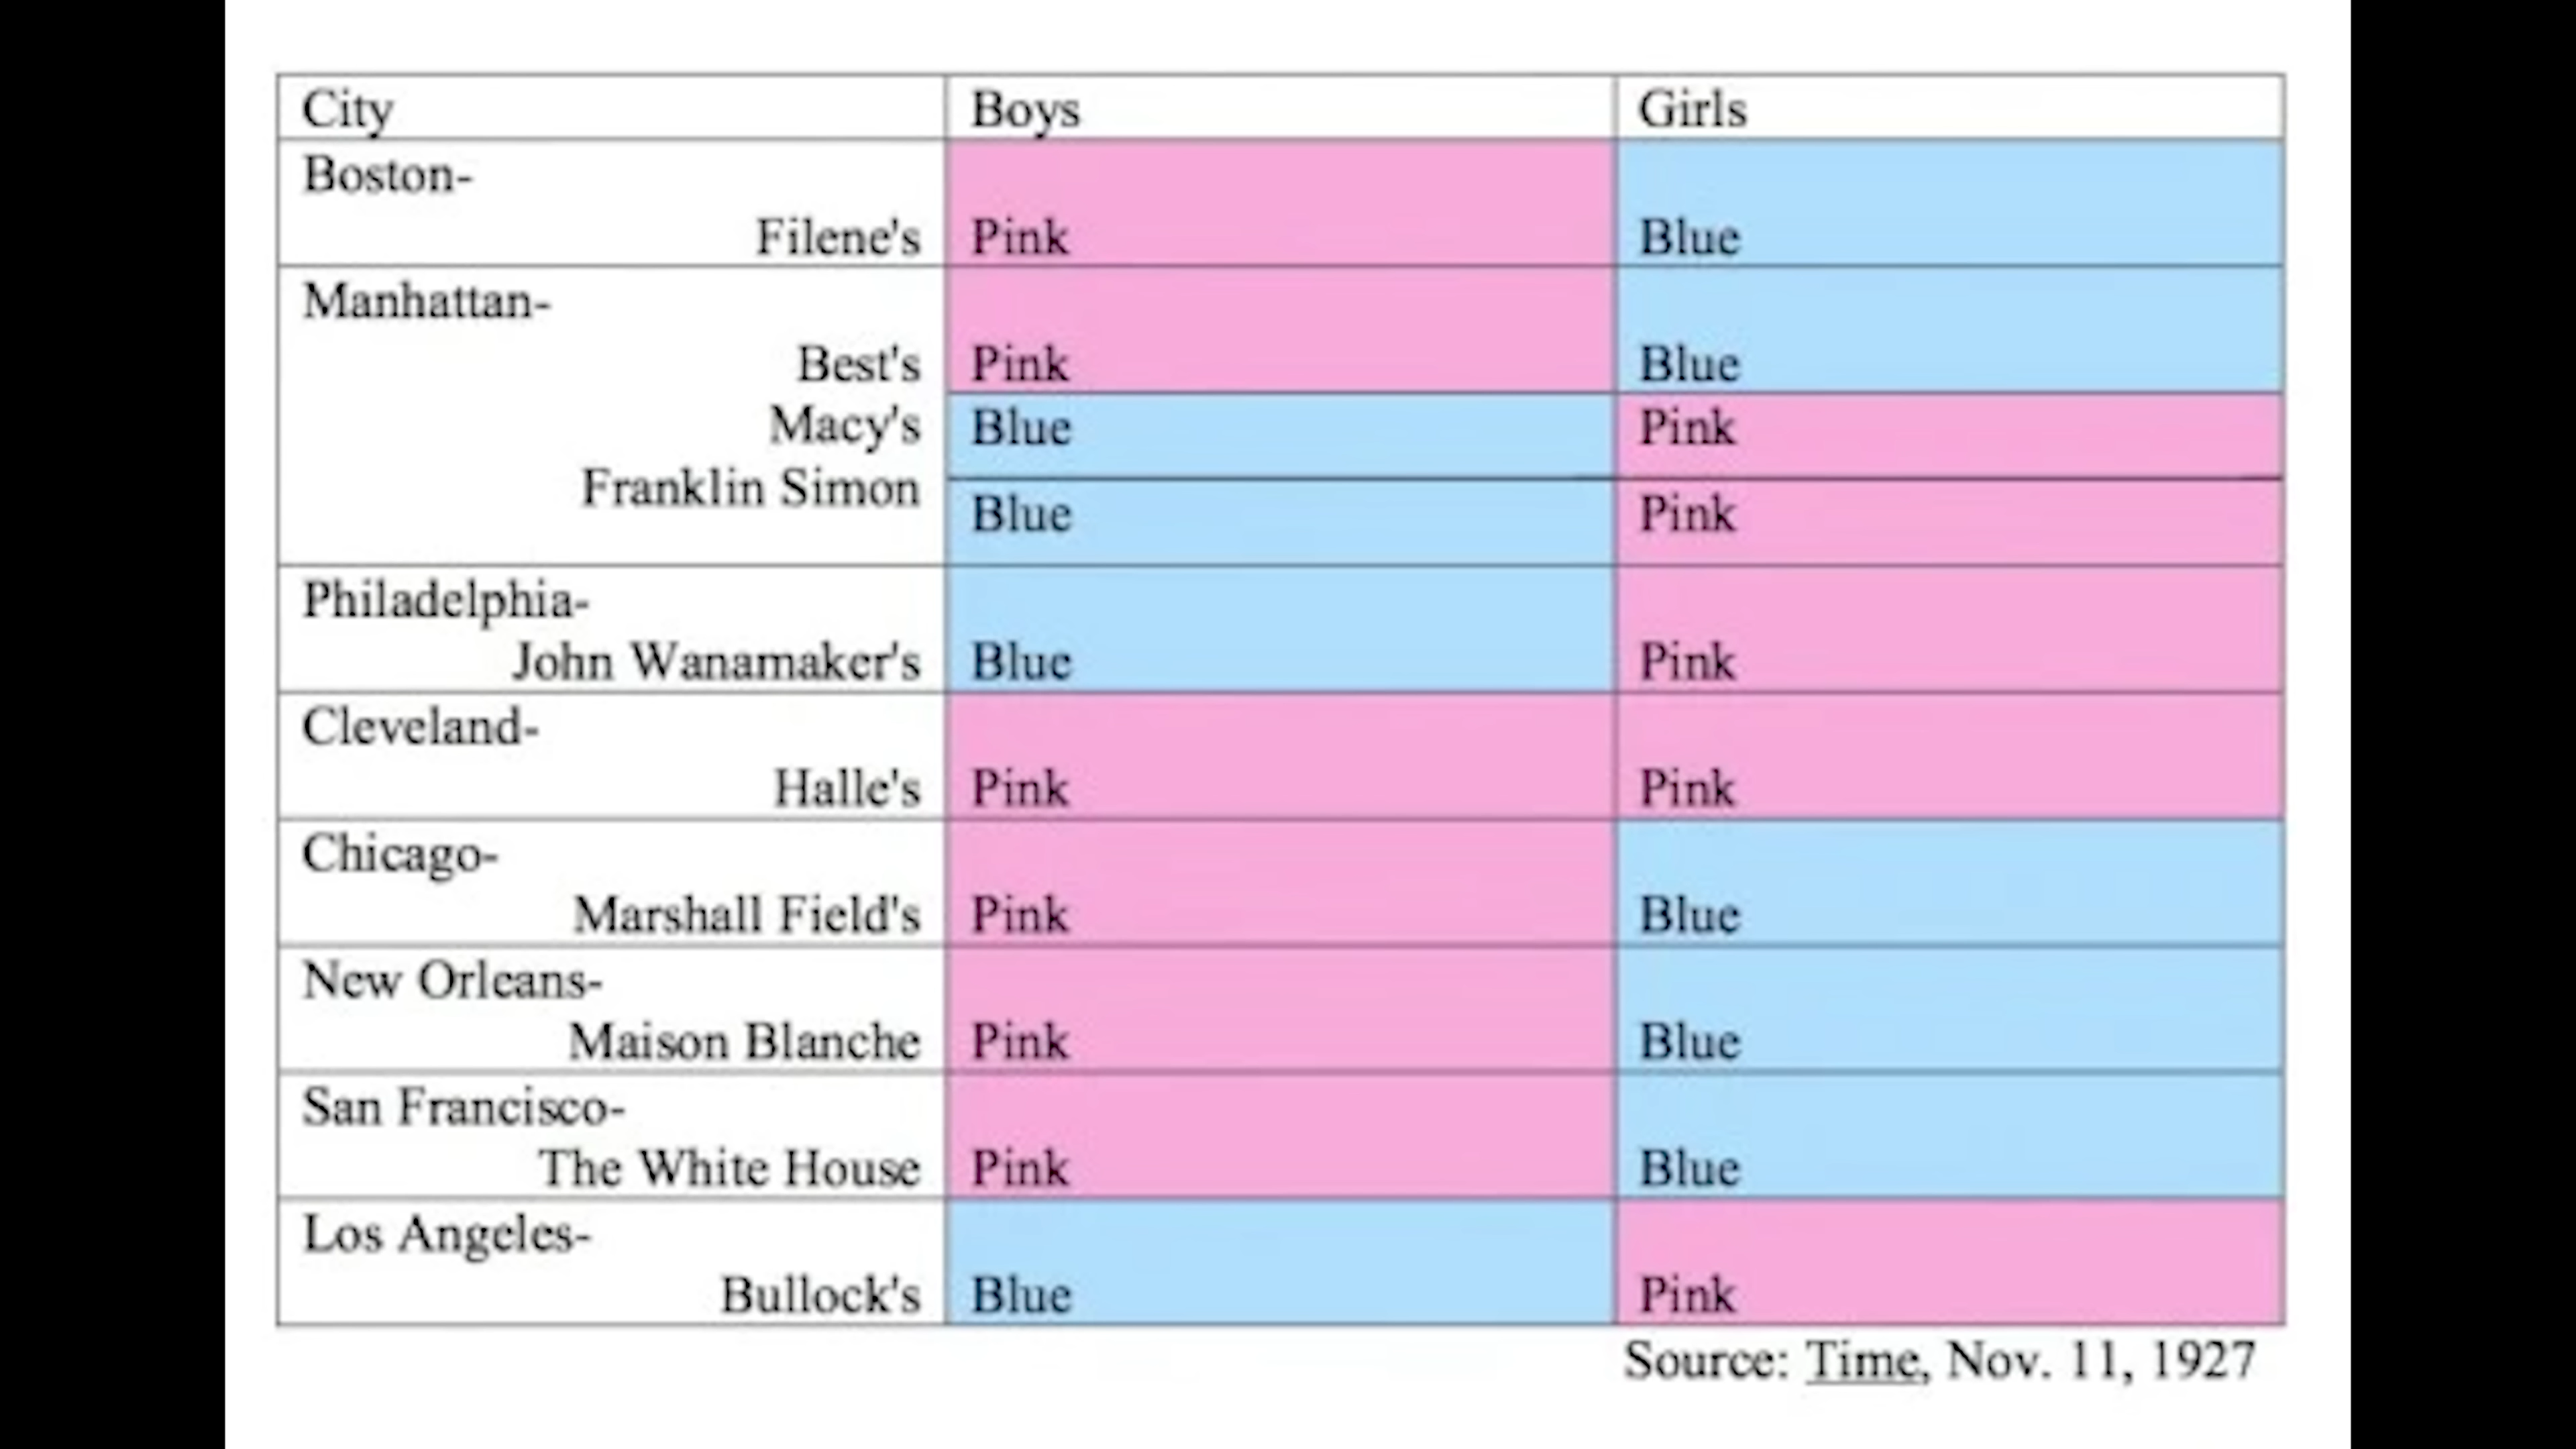 City Boys Girls
Boston-
Filene's Pink Blue
Manhattan-
Best's Pink Blue
Macy's Blue Pink
Franklin Simon Blue Pink
Philadelphia-
John Wanamaker's Blue Pink
Cleveland-
Halle's Pink Pink
Chicago-
Marshall Field's Pink Blue
New Orleans-
Maison Blanche Pink Blue
San Francisco-
The White House Pink Blue
Los Angeles-
Bullock's Blue Pink
Source: Time, Nov. 11, 1927